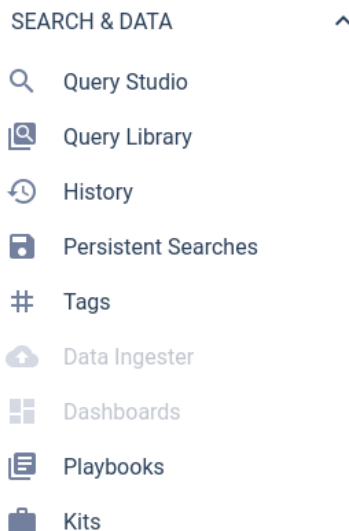 SEARCH & DATA
Query Studio
Query Library
History
Persistent Searches
Tags
Data Ingester
Dashboards
Playbooks
Kits